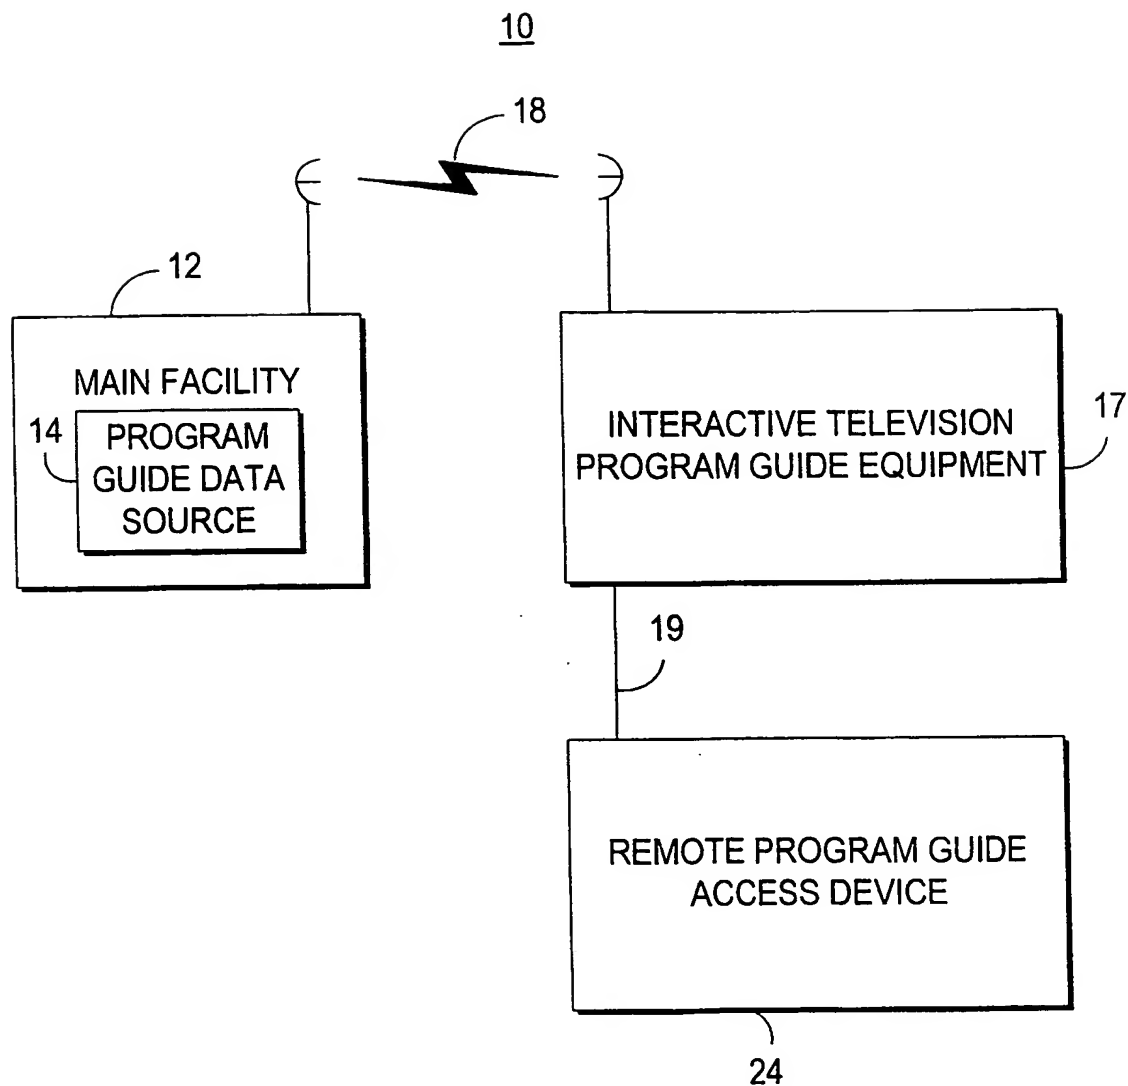 10
18
12
MAIN FACILITY
14
PROGRAM
GUIDE DATA
SOURCE
INTERACTIVE TELEVISION
PROGRAM GUIDE EQUIPMENT
17
19
REMOTE PROGRAM GUIDE
ACCESS DEVICE
24